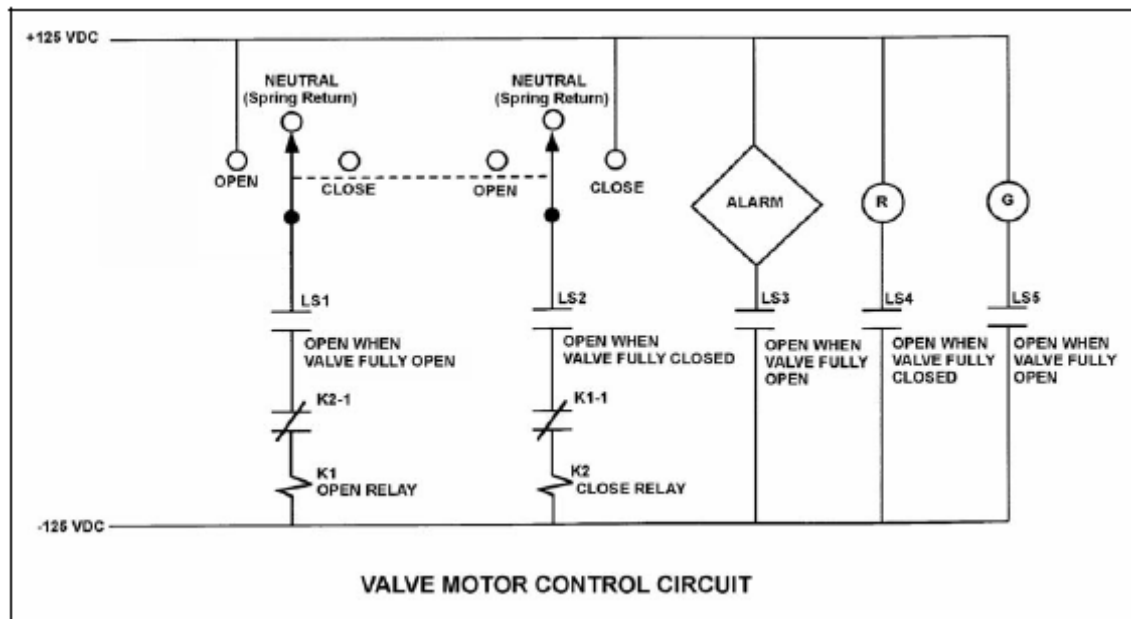 +125 VDC
NEUTRAL
(Spring Return)
NEUTRAL
(Spring Return)
OPEN
CLOSE
OPEN
CLOSE
ALARM
R
G
LS1
OPEN WHEN
VALVE FULLY OPEN
LS2
OPEN WHEN
VALVE FULLY CLOSED
LS3
OPEN WHEN
VALVE FULLY
OPEN
LS4
OPEN WHEN
VALVE FULLY
CLOSED
LS5
OPEN WHEN
VALVE FULLY
OPEN
K2-1
K1-1
K1
OPEN RELAY
K2
CLOSE RELAY
-125 VDC
VALVE MOTOR CONTROL CIRCUIT